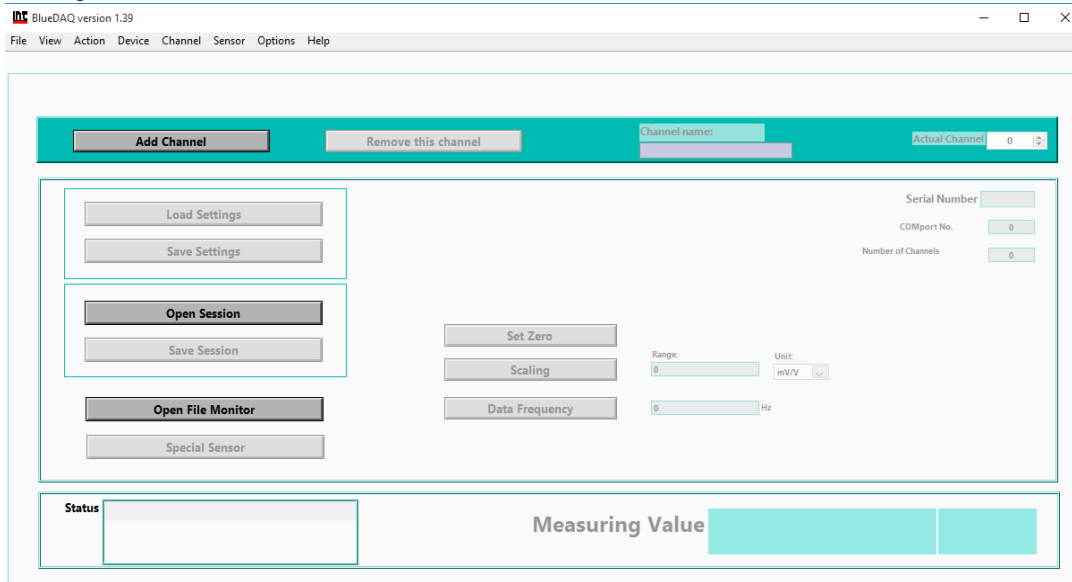 BlueDAQ version 1.39
File View Action Device Channel Sensor Options Help
Add Channel
Remove this channel
Channel name:
Actual Channel 0
Load Settings
Save Settings
Serial Number
COMport No. 0
Number of Channels 0
Open Session
Save Session
Set Zero
Scaling
Range:
0
Unit:
mV/V
Open File Monitor
Data Frequency
0 Hz
Special Sensor
Status
Measuring Value